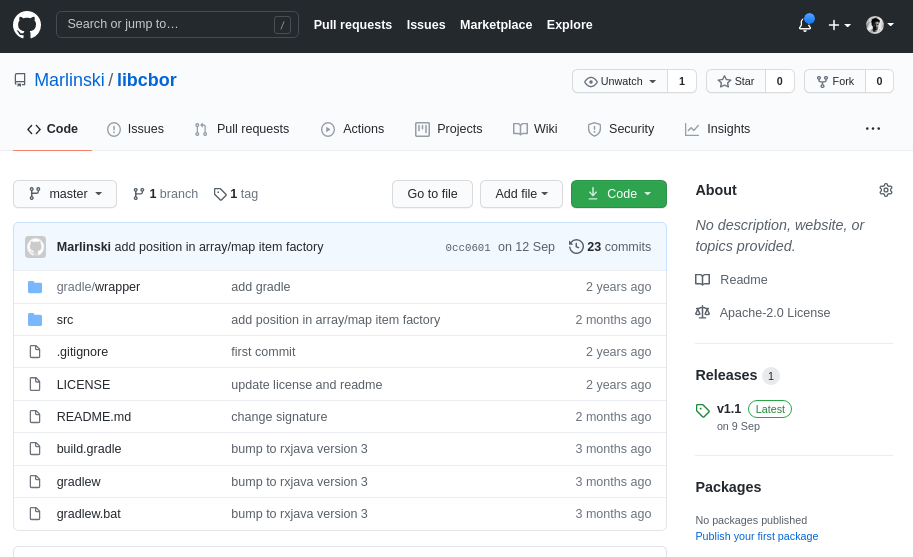 Search or jump to…
/
Pull requests Issues Marketplace Explore
Marlinski / libcbor
Unwatch 1 Star 0 Fork 0
Code Issues Pull requests Actions Projects Wiki Security Insights
master 1 branch 1 tag Go to file Add file Code
Marlinski add position in array/map item factory 0cc0601 on 12 Sep 23 commits
gradle/wrapper add gradle 2 years ago
src add position in array/map item factory 2 months ago
.gitignore first commit 2 years ago
LICENSE update license and readme 2 years ago
README.md change signature 2 months ago
build.gradle bump to rxjava version 3 3 months ago
gradlew bump to rxjava version 3 3 months ago
gradlew.bat bump to rxjava version 3 3 months ago
About
No description, website, or
topics provided.
Readme
Apache-2.0 License
Releases 1
v1.1 Latest
on 9 Sep
Packages
No packages published
Publish your first package